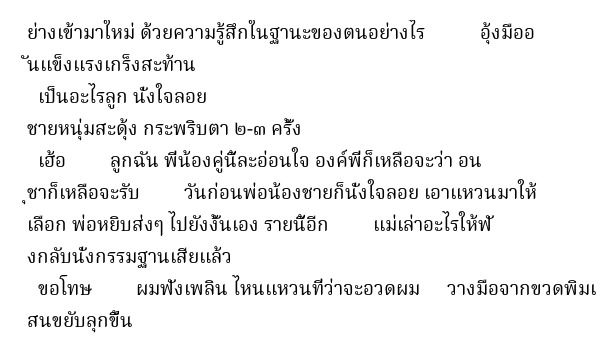 ย่างเข้ามาใหม่ ด้วยความรู้สึกในฐานะของตนอย่างไร อุ้งมืออ
ันแข็งแรงเกร็งสะท้าน
เป็นอะไรลูก นั่งใจลอย
ชายหนุ่มสะดุ้ง กระพริบตา ๒-๓ ครั้ง
เฮ้อ ลูกฉัน พี่น้องคู่นี้ละอ่อนใจ องค์พี่ก็เหลือจะว่า อน
ุชาก็เหลือจะรับ วันก่อนพ่อน้องชายก็นั่งใจลอย เอาแหวนมาให้
เลือก พ่อหยิบส่งๆ ไปยังงั้นเอง รายนี้อีก แม่เล่าอะไรให้ฟั
งกลับนั่งกรรมฐานเสียแล้ว
ขอโทษ ผมฟังเพลิน ไหนแหวนที่ว่าจะอวดผม วางมือจากขวดพิมเ
สนขยับลุกขึ้น